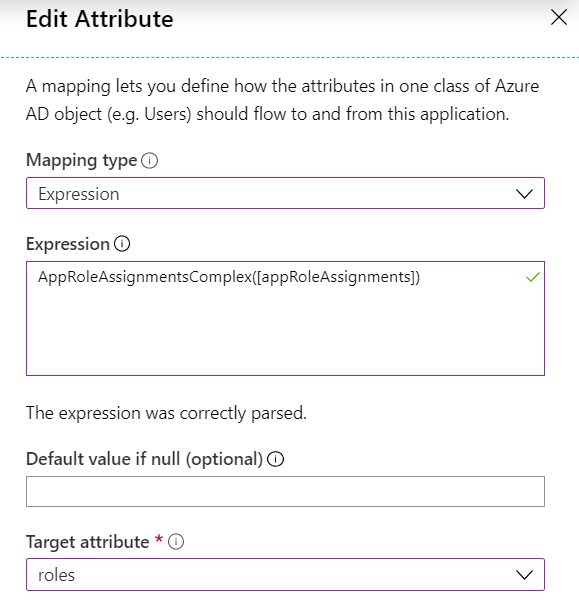 Edit Attribute
A mapping lets you define how the attributes in one class of Azure
AD object (e.g. Users) should flow to and from this application.
Mapping type
Expression
Expression
AppRoleAssignmentsComplex([appRoleAssignments])
The expression was correctly parsed.
Default value if null (optional)
Target attribute *
roles